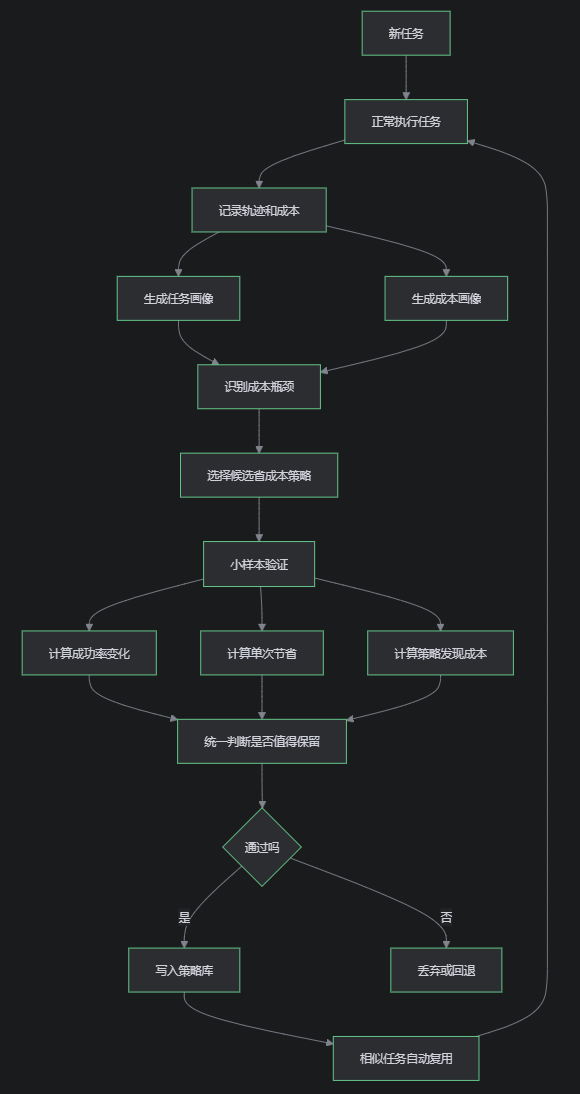 新任务
正常执行任务
记录轨迹和成本
生成任务画像
生成成本画像
识别成本瓶颈
选择候选省成本策略
小样本验证
计算成功率变化
计算单次节省
计算策略发现成本
统一判断是否值得保留
通过吗
是
否
写入策略库
丢弃或回退
相似任务自动复用